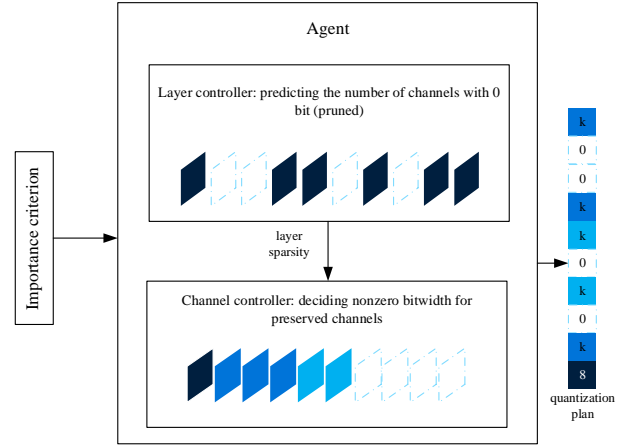 Agent
Layer controller: predicting the number of channels with 0
bit (pruned)
Importance criterion
layer
sparsity
Channel controller: deciding nonzero bitwidth for
preserved channels
k
0
0
k
k
0
k
0
k
8
quantization
plan